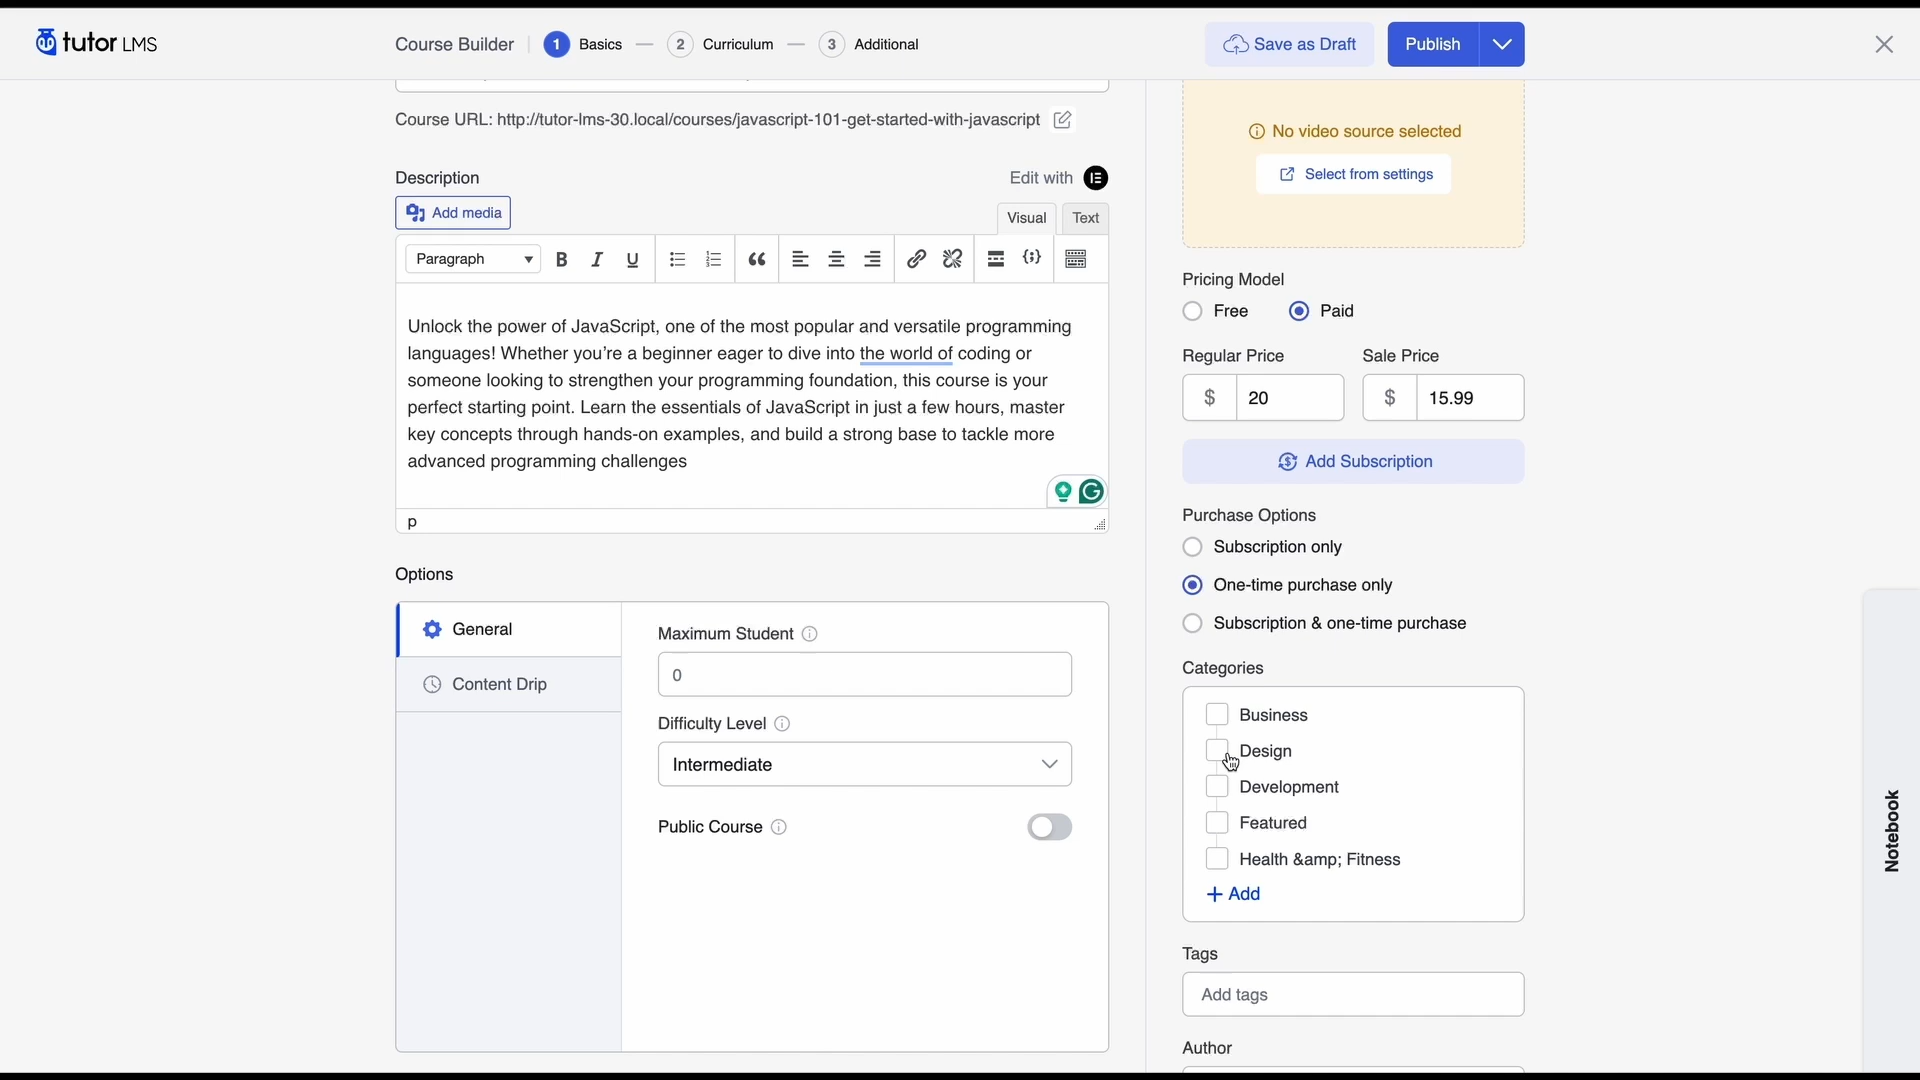 tutor LMS
Course Builder
1 Basics
2 Curriculum
3 Additional
Save as Draft
Publish
Course URL: http://tutor-lms-30.local/courses/javascript-101-get-started-with-javascript
Description
Edit with
Add media
Visual
Text
Paragraph
B I U
Unlock the power of JavaScript, one of the most popular and versatile programming
languages! Whether you're a beginner eager to dive into the world of coding or
someone looking to strengthen your programming foundation, this course is your
perfect starting point. Learn the essentials of JavaScript in just a few hours, master
key concepts through hands-on examples, and build a strong base to tackle more
advanced programming challenges
p
Options
General
Content Drip
Maximum Student
0
Difficulty Level
Intermediate
Public Course
No video source selected
Select from settings
Pricing Model
Free
Paid
Regular Price
Sale Price
$ 20
$ 15.99
Add Subscription
Purchase Options
Subscription only
One-time purchase only
Subscription & one-time purchase
Categories
Business
Design
Development
Featured
Health &amp; Fitness
+ Add
Tags
Add tags
Author
Notebook